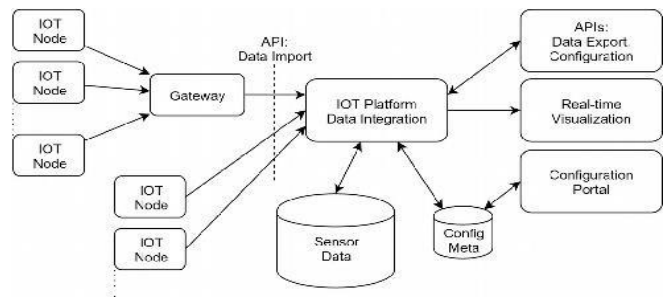 IOT
Node
IOT
Node
IOT
Node
Gateway
API:
Data Import
IOT
Node
IOT
Node
IOT Platform
Data Integration
Sensor
Data
Config
Meta
APIs:
Data Export
Configuration
Real-time
Visualization
Configuration
Portal